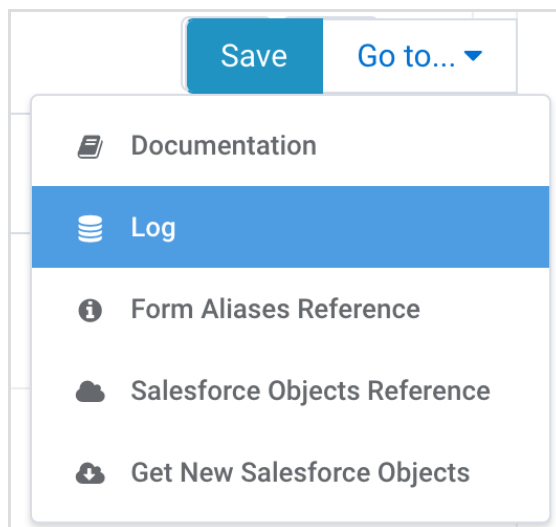 Save Go to...
Documentation
Log
Form Aliases Reference
Salesforce Objects Reference
Get New Salesforce Objects